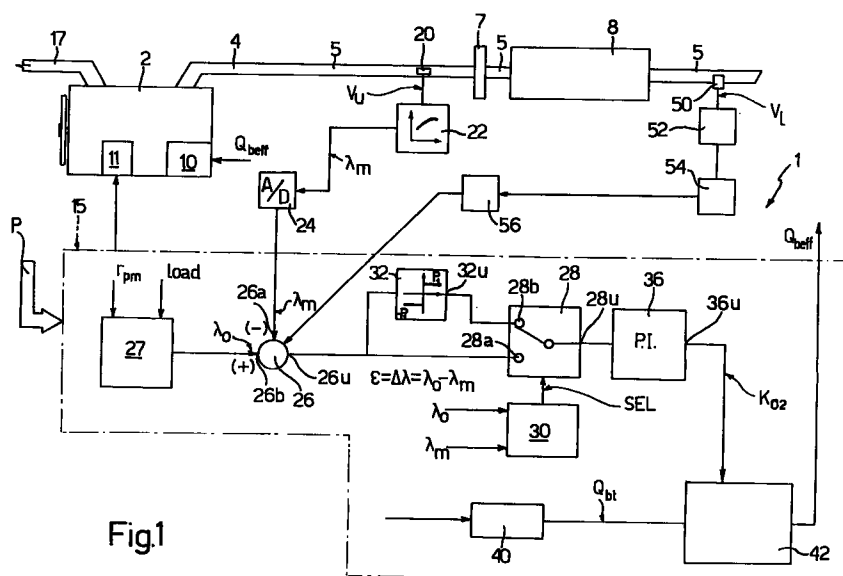 17
2
4
5
20
7
5
8
5
V_U
50
V_L
11
10
Q_beff
22
52
λ_m
A/D
24
54
1
56
Q_beff
P
15
r_pm
load
32
P
-P
32u
28
36
26a
λ_m
28b
28u
36u
λ_o
(-)
28a
P.I.
27
(+)
26b
26
26u
ε=Δλ=λ_o-λ_m
SEL
K_O2
λ_o
λ_m
30
Q_bt
40
42
Fig.1